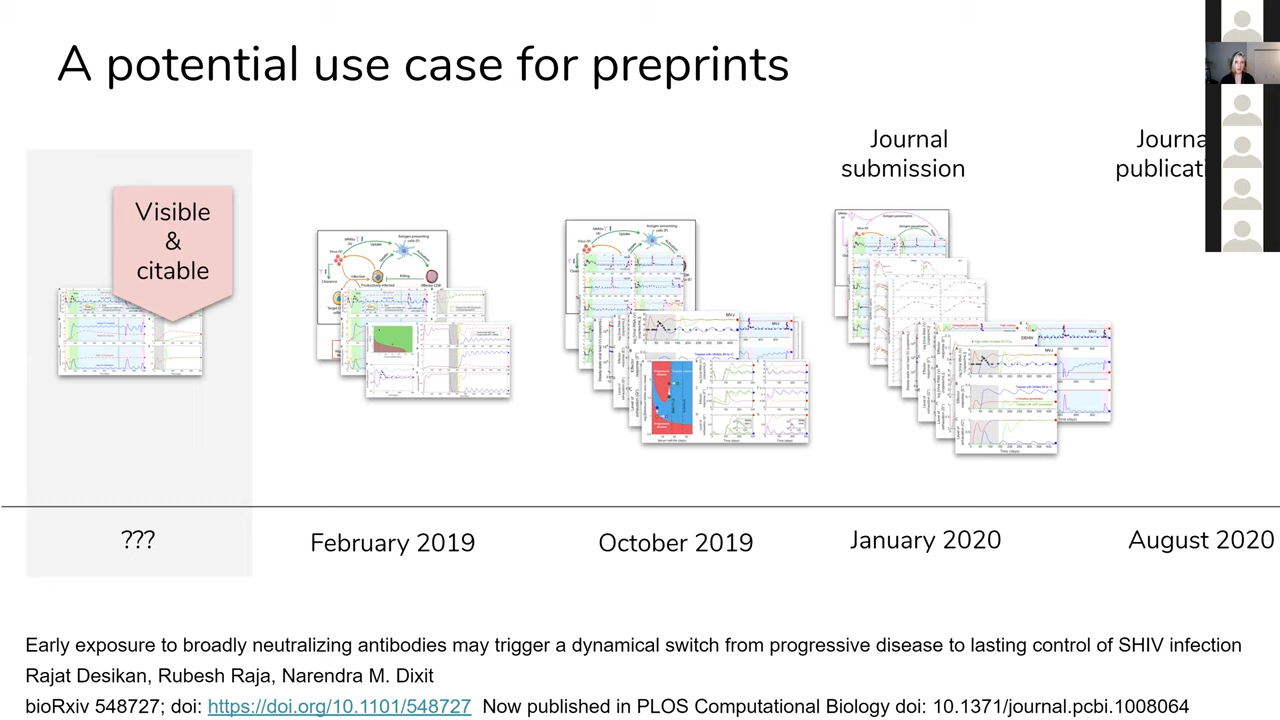 A potential use case for preprints
Journal
submission
Journa
publicati
Visible
&
citable
???
February 2019
October 2019
January 2020
August 2020
Early exposure to broadly neutralizing antibodies may trigger a dynamical switch from progressive disease to lasting control of SHIV infection
Rajat Desikan, Rubesh Raja, Narendra M. Dixit
bioRxiv 548727; doi: https://doi.org/10.1101/548727 Now published in PLOS Computational Biology doi: 10.1371/journal.pcbi.1008064